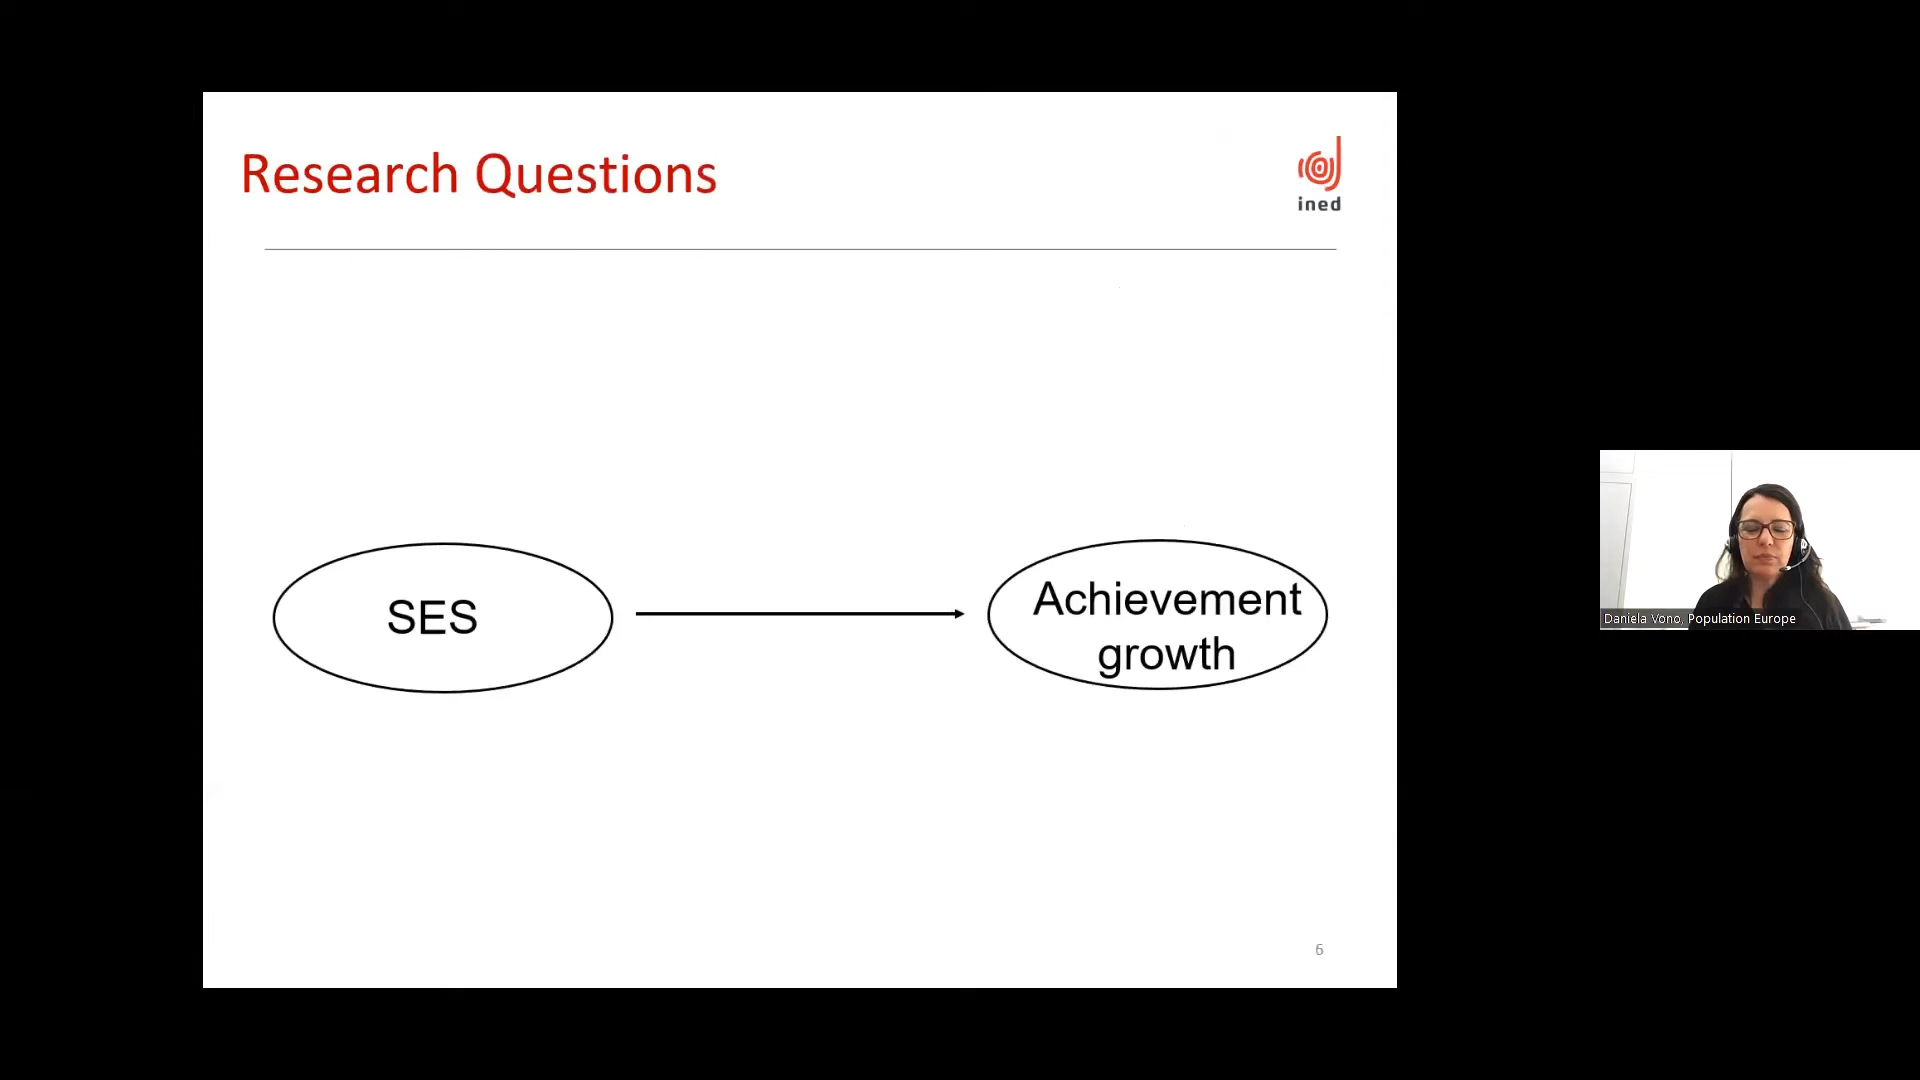 Research Questions
ined
SES
Achievement
growth
6
Daniela Vono, Population Europe